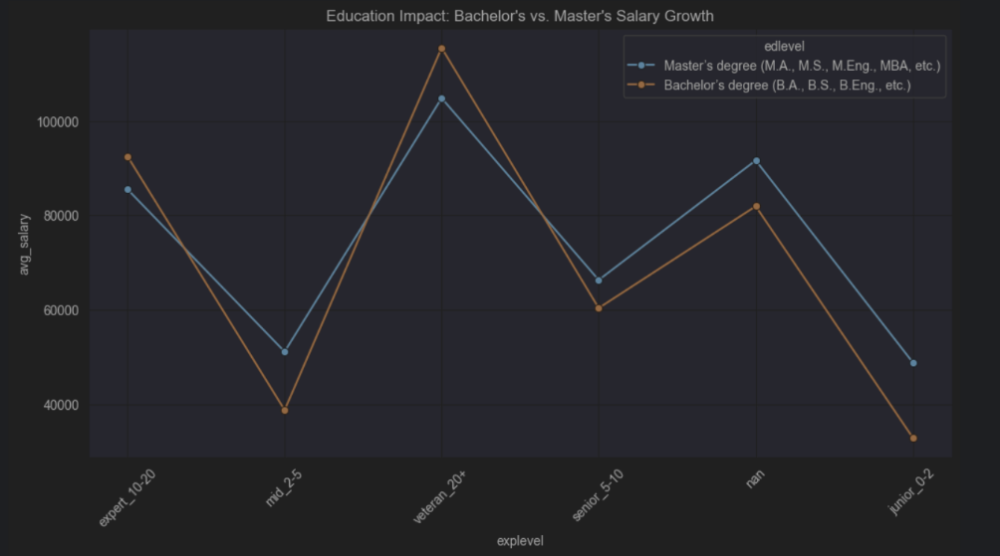 Education Impact: Bachelor's vs. Master's Salary Growth
edlevel
Master’s degree (M.A., M.S., M.Eng., MBA, etc.)
Bachelor’s degree (B.A., B.S., B.Eng., etc.)
avg_salary
100000
80000
60000
40000
expert_10-20
mid_2-5
veteran_20+
senior_5-10
nan
junior_0-2
explevel